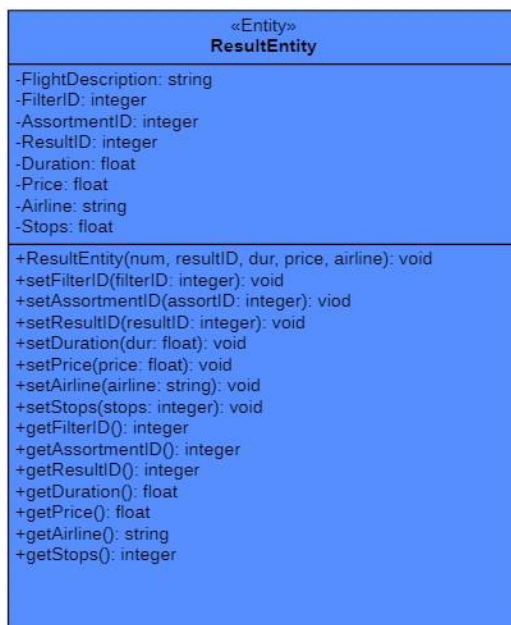 «Entity»
ResultEntity
-FlightDescription: string
-FilterID: integer
-AssortmentID: integer
-ResultID: integer
-Duration: float
-Price: float
-Airline: string
-Stops: float
+ResultEntity(num, resultID, dur, price, airline): void
+setFilterID(filterID: integer): void
+setAssortmentID(assortID: integer): viod
+setResultID(resultID: integer): void
+setDuration(dur: float): void
+setPrice(price: float): void
+setAirline(airline: string): void
+setStops(stops: integer): void
+getFilterID(): integer
+getAssortmentID(): integer
+getResultID(): integer
+getDuration(): float
+getPrice(): float
+getAirline(): string
+getStops(): integer